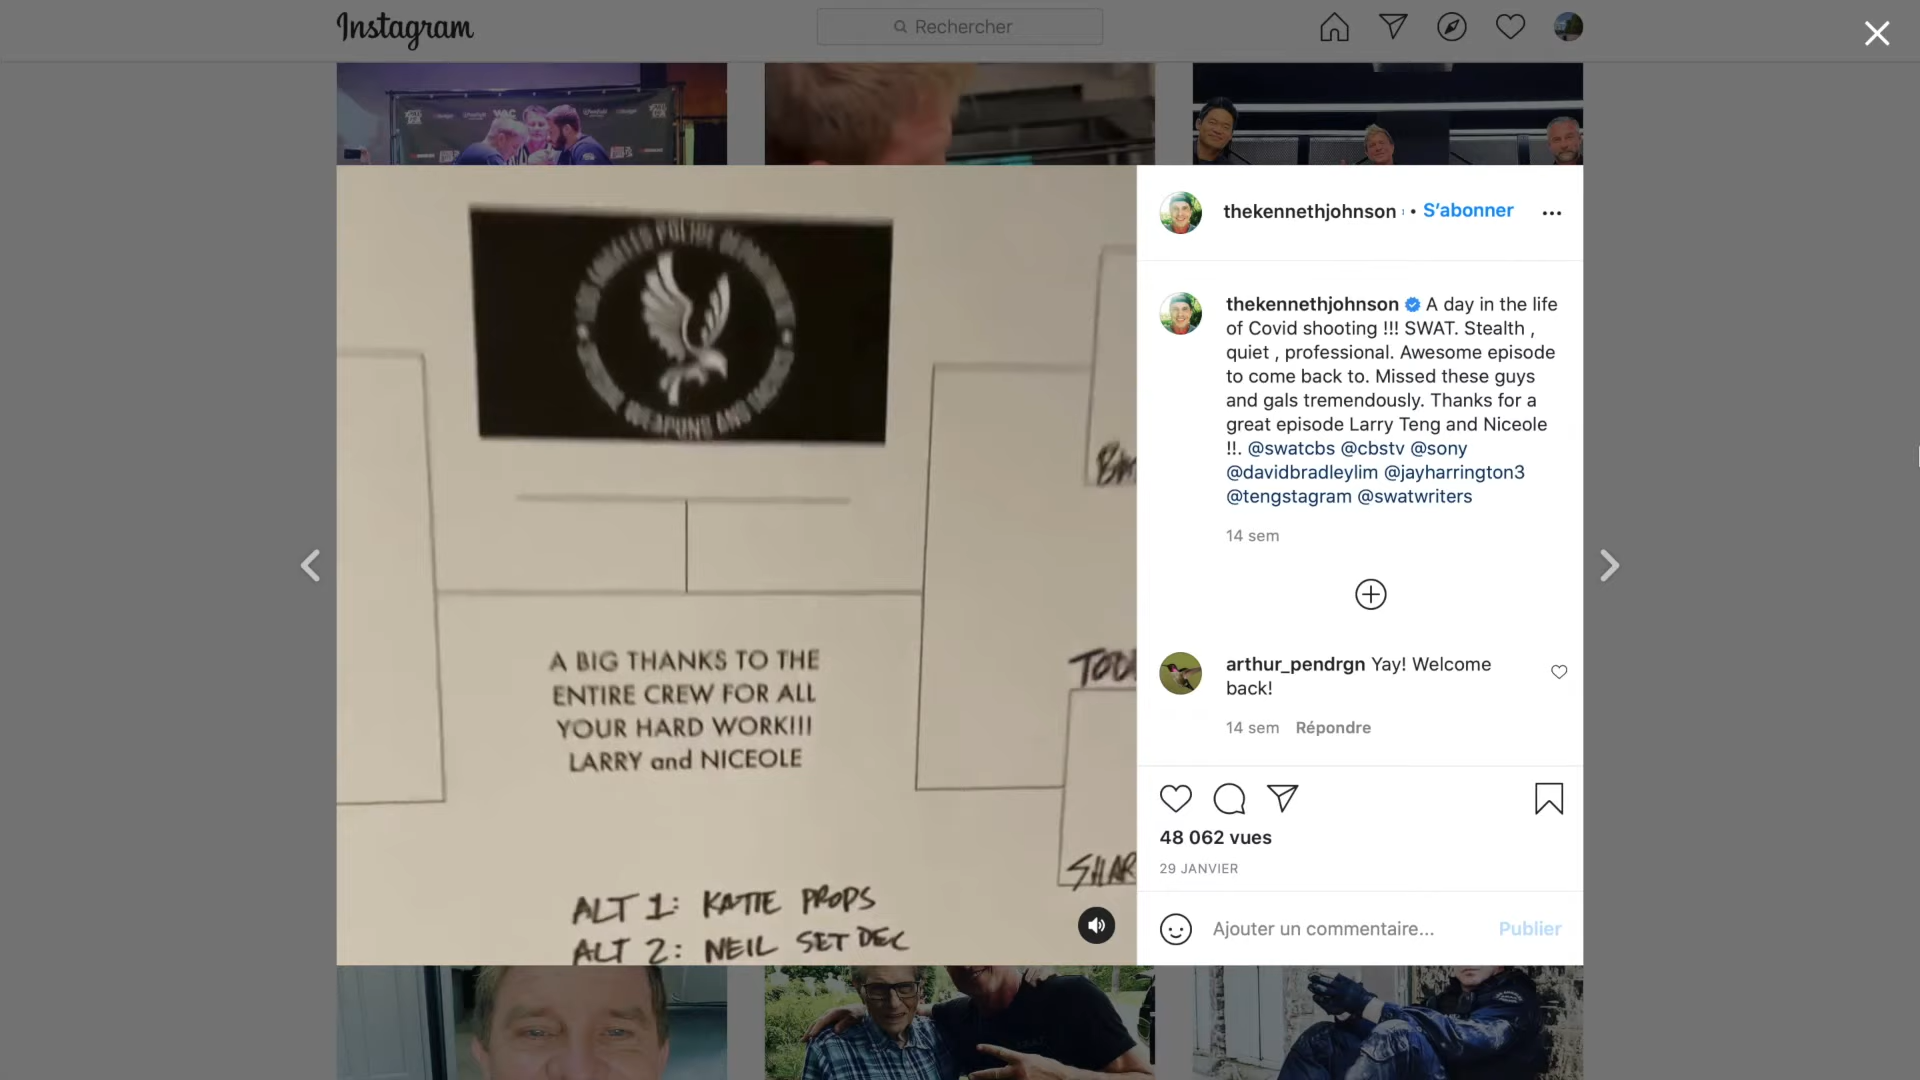 Instagram
Rechercher
thekennethjohnson • S’abonner
thekennethjohnson A day in the life
of Covid shooting !!! SWAT. Stealth ,
quiet , professional. Awesome episode
to come back to. Missed these guys
and gals tremendously. Thanks for a
great episode Larry Teng and Niceole
!!. @swatcbs @cbstv @sony
@davidbradleylim @jayharrington3
@tengstagram @swatwriters
14 sem
arthur_pendrgn Yay! Welcome
back!
14 sem Répondre
48 062 vues
29 JANVIER
Ajouter un commentaire... Publier
A BIG THANKS TO THE
ENTIRE CREW FOR ALL
YOUR HARD WORK!!!
LARRY and NICEOLE
ALT 1: KATIE PROPS
ALT 2: NEIL SET DEC